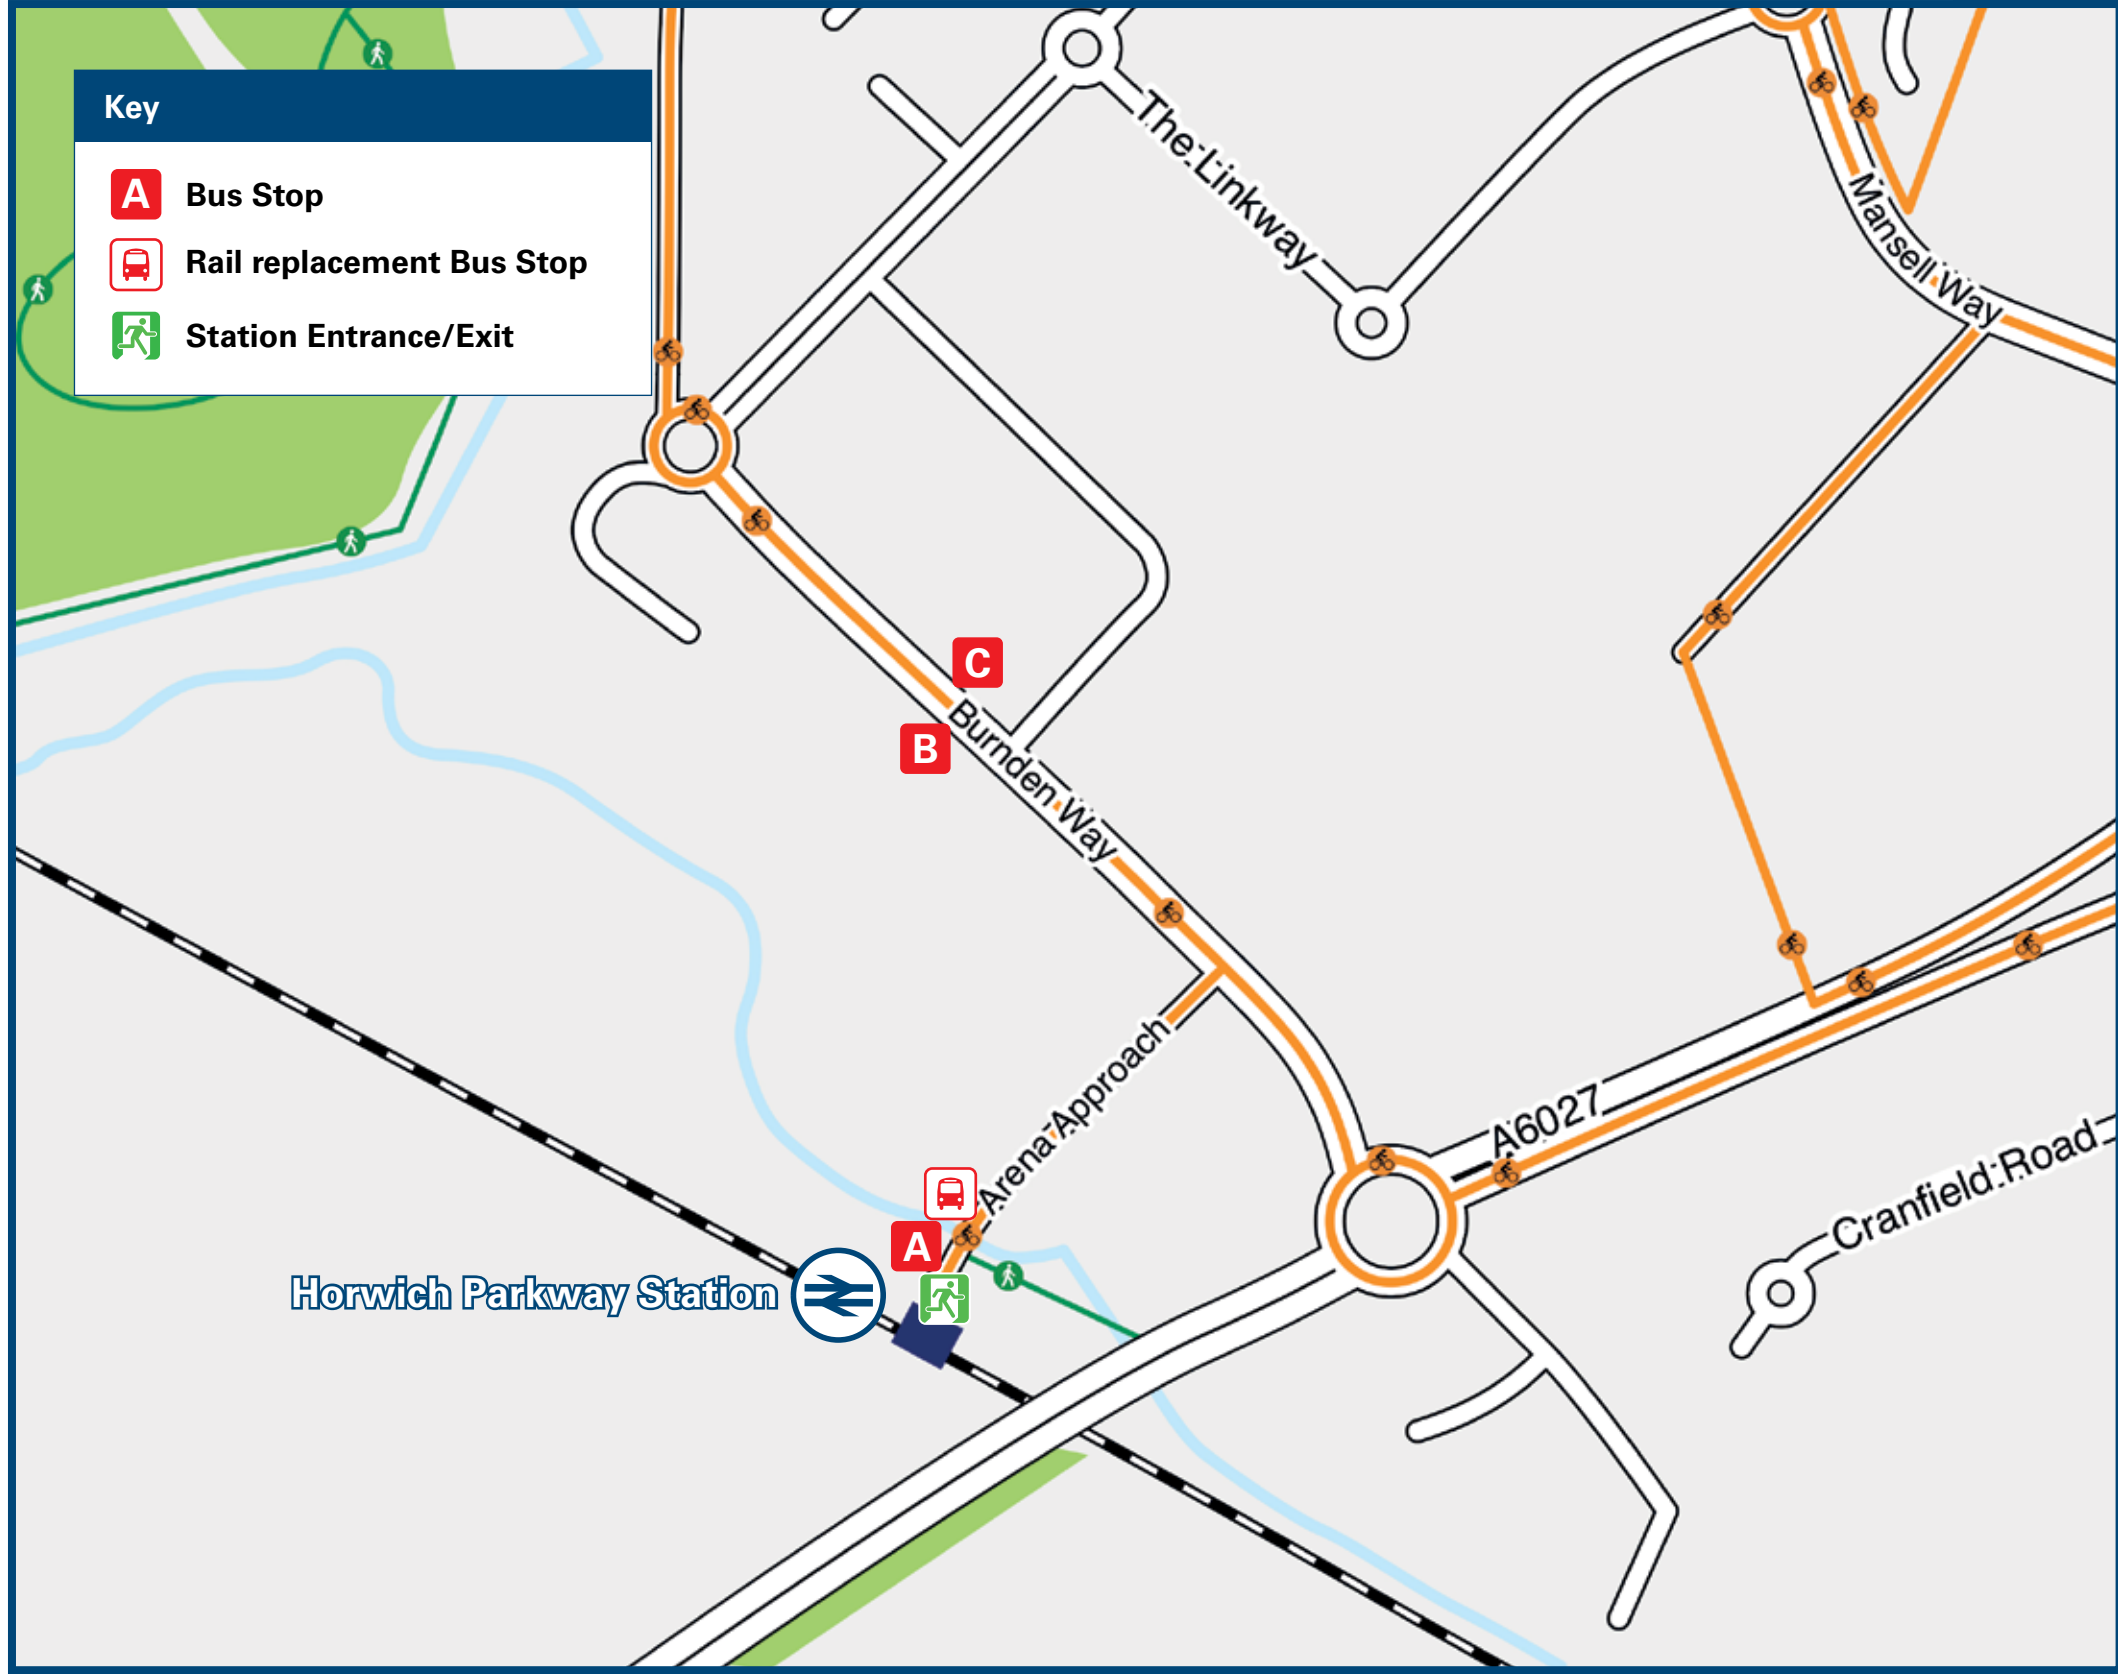 Key
A Bus Stop
Rail replacement Bus Stop
Station Entrance/Exit
The Linkway
Mansell Way
C
B
Burnden Way
Arena Approach
A6027
Cranfield Road
A
Horwich Parkway Station